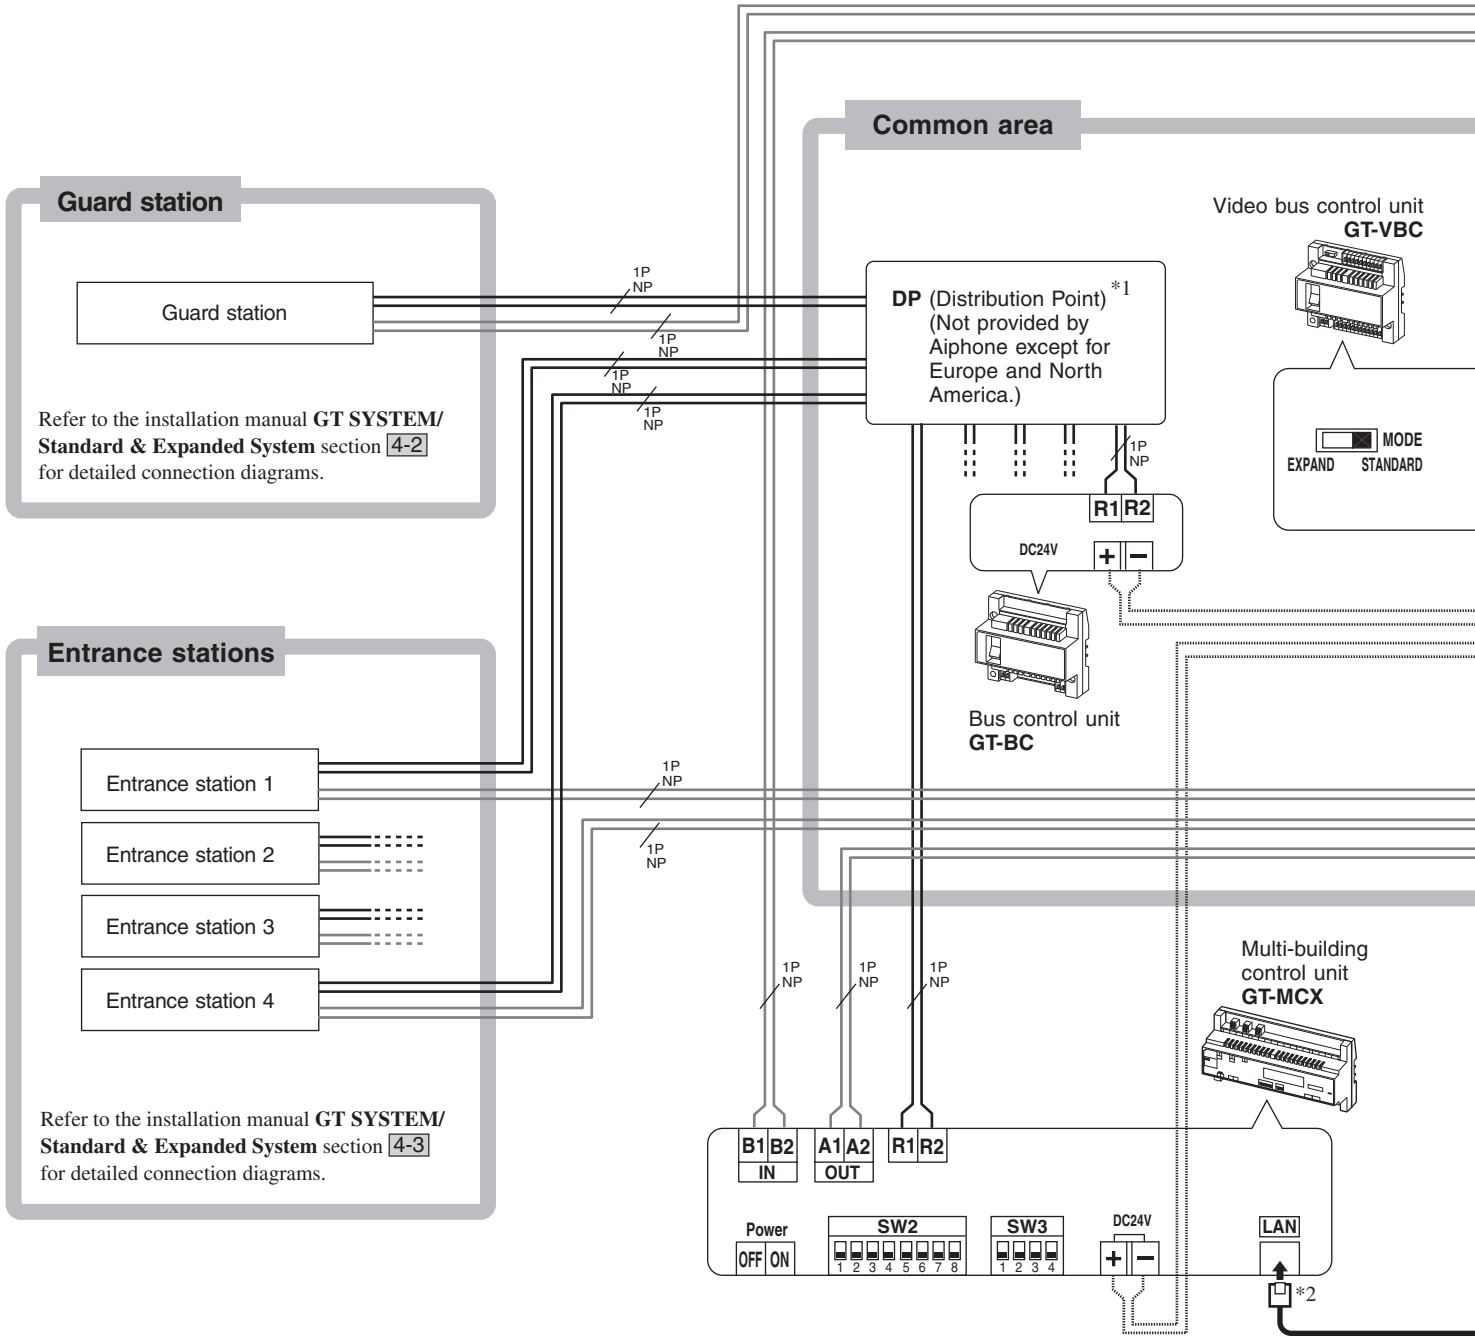 Common area
Guard station
Video bus control unit
GT-VBC
1P
NP
DP (Distribution Point) *1
(Not provided by
Aiphone except for
Europe and North
America.)
Guard station
1P
NP
1P
NP
1P
NP
Refer to the installation manual GT SYSTEM/
Standard & Expanded System section 4-2
for detailed connection diagrams.
1P
NP
MODE
EXPAND STANDARD
R1 R2
DC24V
+ −
Entrance stations
Bus control unit
GT-BC
Entrance station 1
1P
NP
Entrance station 2
1P
NP
Entrance station 3
Entrance station 4
Multi-building
control unit
GT-MCX
1P
NP
1P
NP
1P
NP
Refer to the installation manual GT SYSTEM/
Standard & Expanded System section 4-3
for detailed connection diagrams.
B1 B2 A1 A2 R1 R2
IN OUT
Power SW2 SW3 DC24V LAN
OFF ON + −
1 2 3 4 5 6 7 8 1 2 3 4
*2